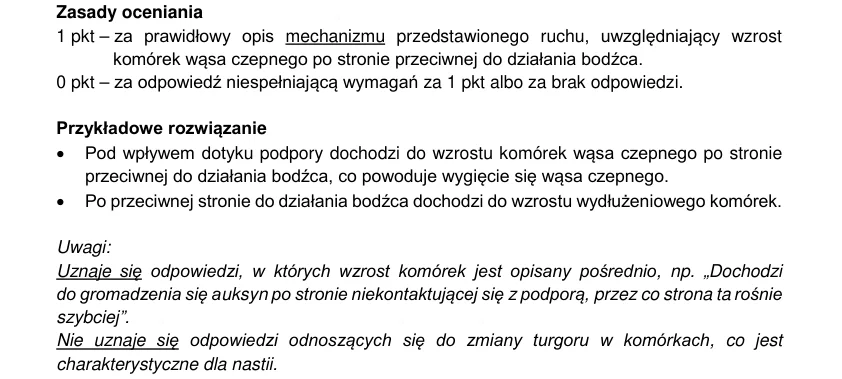 Zasady oceniania
1 pkt – za prawidłowy opis mechanizmu przedstawionego ruchu, uwzględniający wzrost
komórek wąsa czepnego po stronie przeciwnej do działania bodźca.
0 pkt – za odpowiedź niespełniającą wymagań za 1 pkt albo za brak odpowiedzi.
Przykładowe rozwiązanie
• Pod wpływem dotyku podpory dochodzi do wzrostu komórek wąsa czepnego po stronie
przeciwnej do działania bodźca, co powoduje wygięcie się wąsa czepnego.
• Po przeciwnej stronie do działania bodźca dochodzi do wzrostu wydłużeniowego komórek.
Uwagi:
Uznaje się odpowiedzi, w których wzrost komórek jest opisany pośrednio, np. „Dochodzi
do gromadzenia się auksyn po stronie niekontaktującej się z podporą, przez co strona ta rośnie
szybciej”.
Nie uznaje się odpowiedzi odnoszących się do zmiany turgoru w komórkach, co jest
charakterystyczne dla nastii.